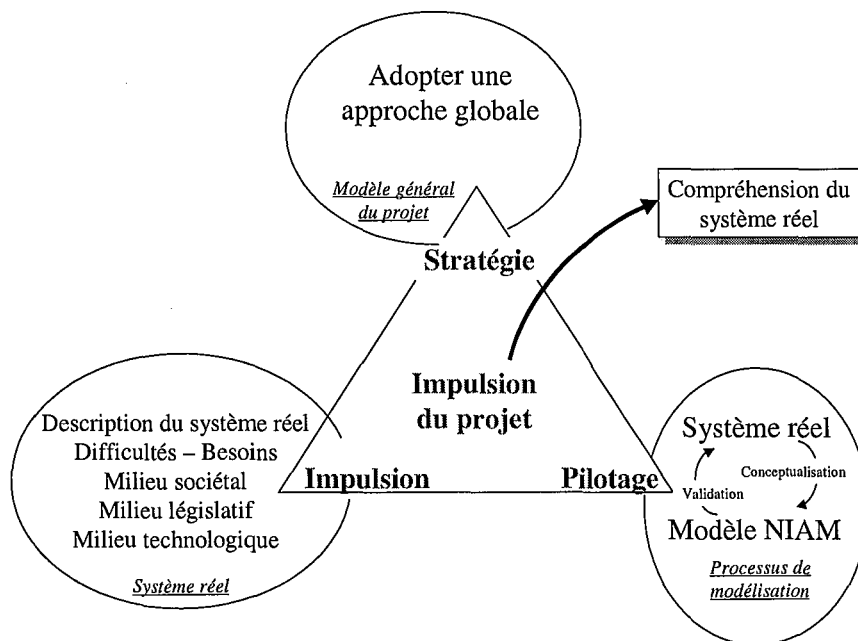 Adopter une
approche globale
Modèle général
du projet
Compréhension du
système réel
Stratégie
Impulsion
du projet
Description du système réel
Difficultés – Besoins
Milieu sociétal
Milieu législatif
Milieu technologique
Système réel
Impulsion
Pilotage
Système réel
Conceptualisation
Validation
Modèle NIAM
Processus de
modélisation